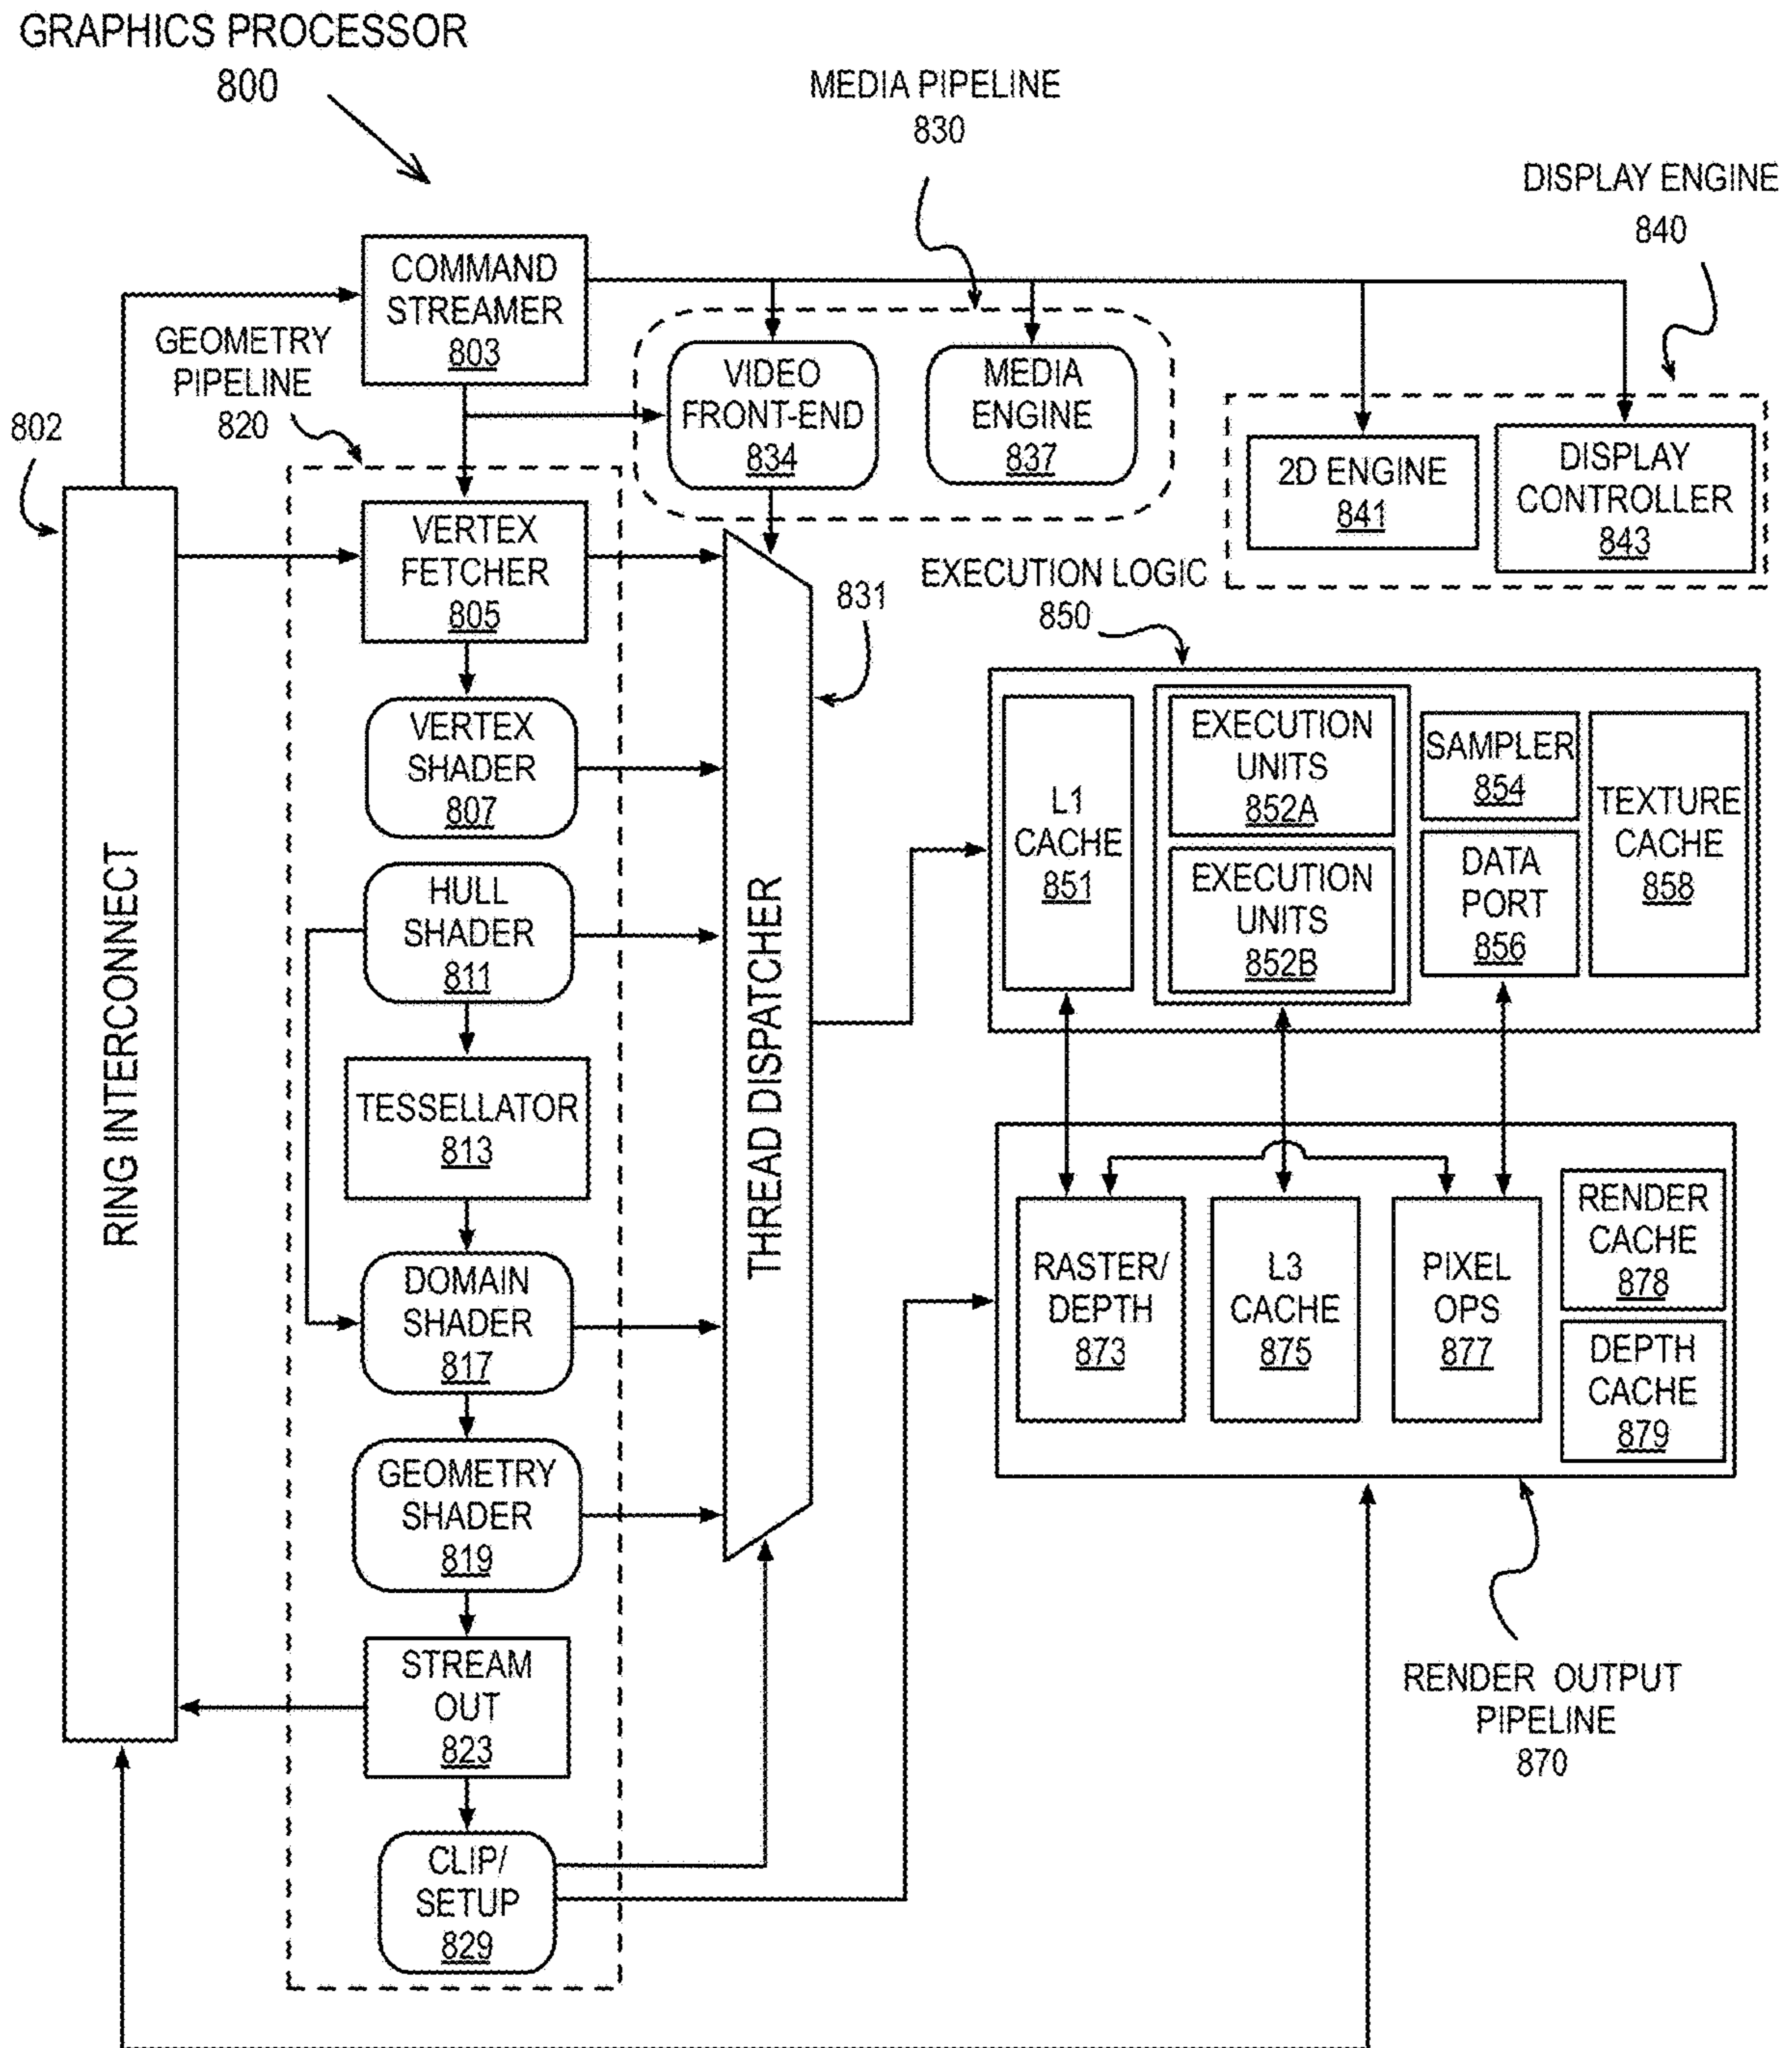 GRAPHICS PROCESSOR
800
MEDIA PIPELINE
830
DISPLAY ENGINE
840
COMMAND
STREAMER
803
GEOMETRY
PIPELINE
820
802
VIDEO
FRONT-END
834
MEDIA
ENGINE
837
2D ENGINE
841
DISPLAY
CONTROLLER
843
RING INTERCONNECT
VERTEX
FETCHER
805
VERTEX
SHADER
807
HULL
SHADER
811
TESSELLATOR
813
DOMAIN
SHADER
817
GEOMETRY
SHADER
819
STREAM
OUT
823
CLIP/
SETUP
829
THREAD DISPATCHER
831
EXECUTION LOGIC
850
L1
CACHE
851
EXECUTION
UNITS
852A
EXECUTION
UNITS
852B
SAMPLER
854
DATA
PORT
856
TEXTURE
CACHE
858
RASTER/
DEPTH
873
L3
CACHE
875
PIXEL
OPS
877
RENDER
CACHE
878
DEPTH
CACHE
879
RENDER OUTPUT
PIPELINE
870